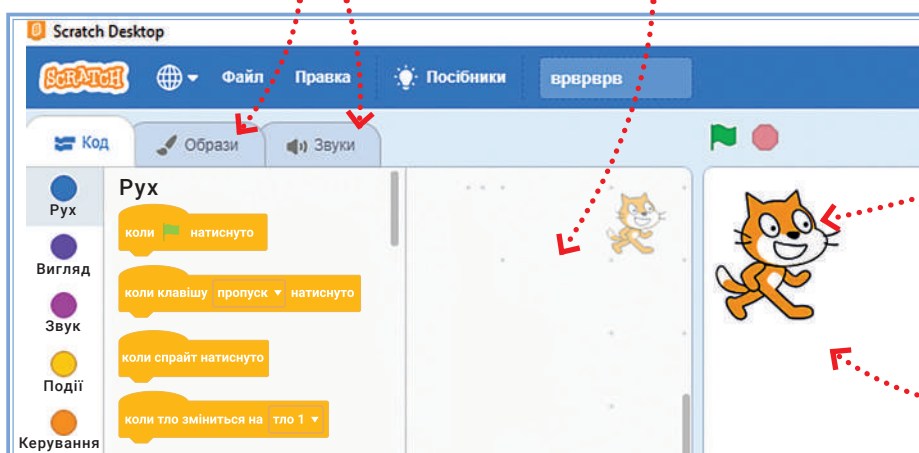 Scratch Desktop
SCRATCH Файл Правка Посібники врврврв
Код Образи Звуки
Рух
Рух
коли натиснуто
Вигляд
коли клавішу пропуск натиснуто
Звук
коли спрайт натиснуто
Події
коли тло зміниться на тло 1
Керування